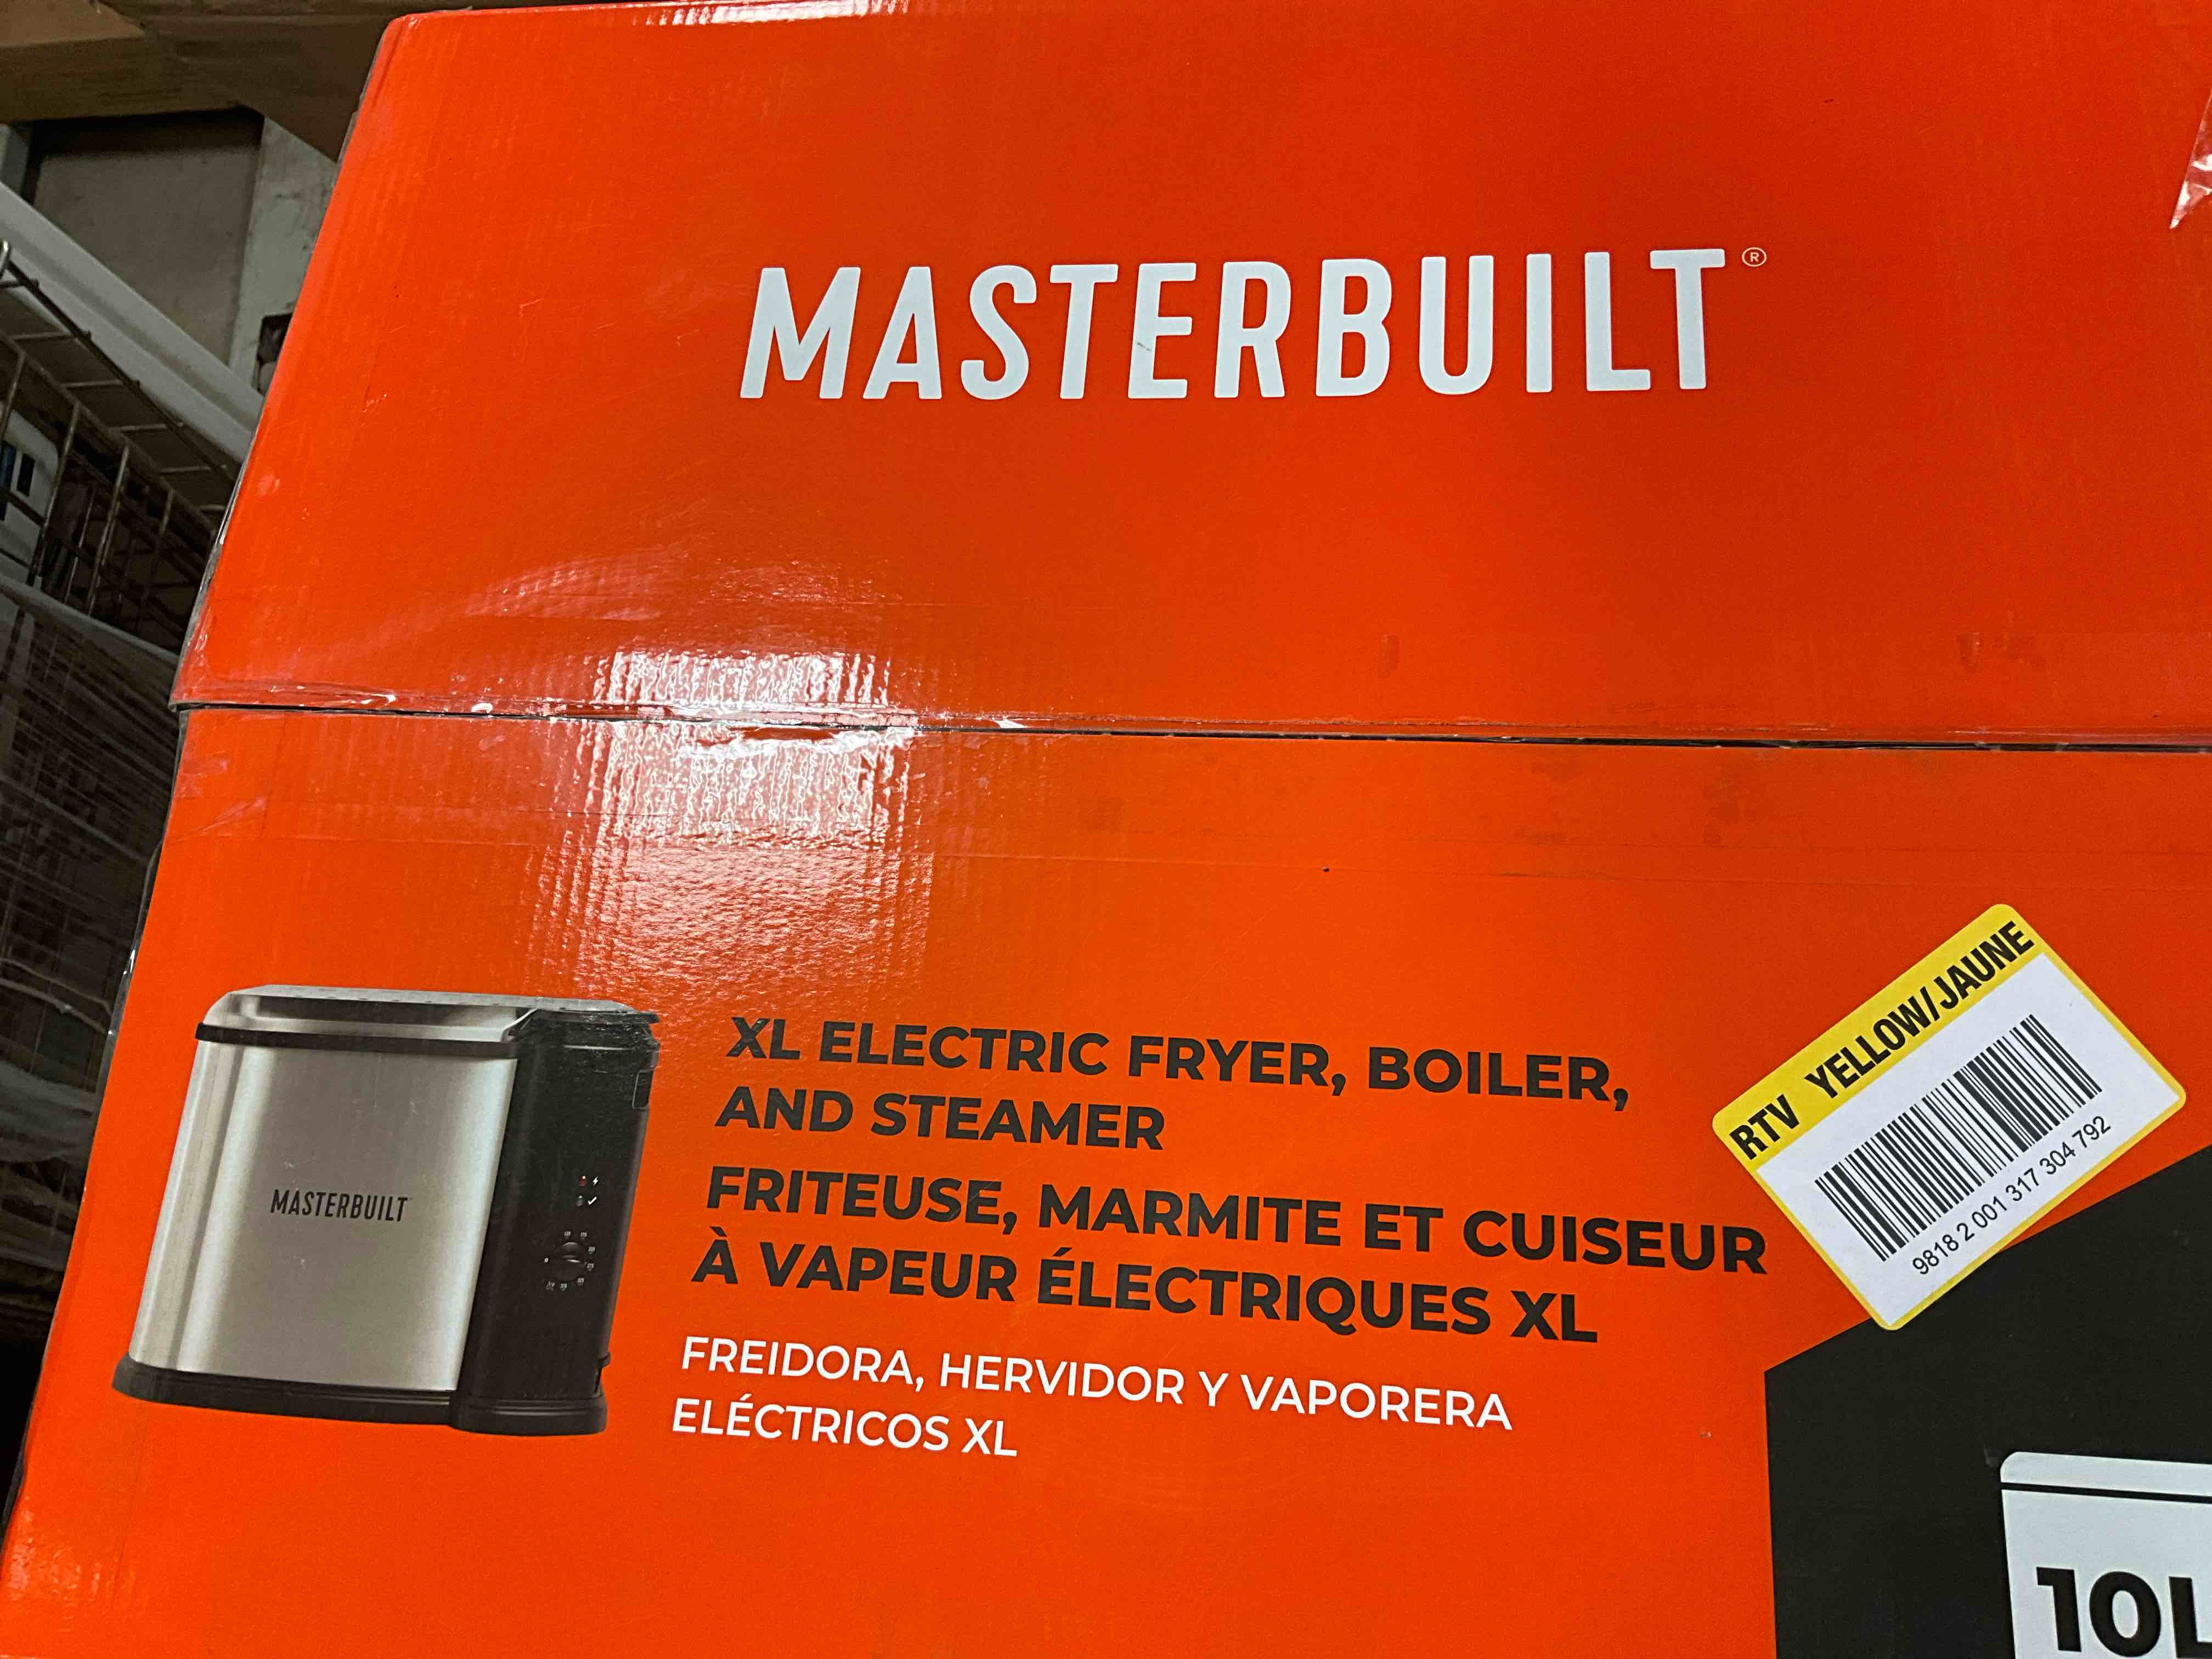 MASTERBUILT®
XL ELECTRIC FRYER, BOILER,
AND STEAMER
FRITEUSE, MARMITE ET CUISEUR
À VAPEUR ÉLECTRIQUES XL
FREIDORA, HERVIDOR Y VAPORERA
ELÉCTRICOS XL
MASTERBUILT
RTV YELLOW/JAUNE
9818 2 001 317 304 792
10L